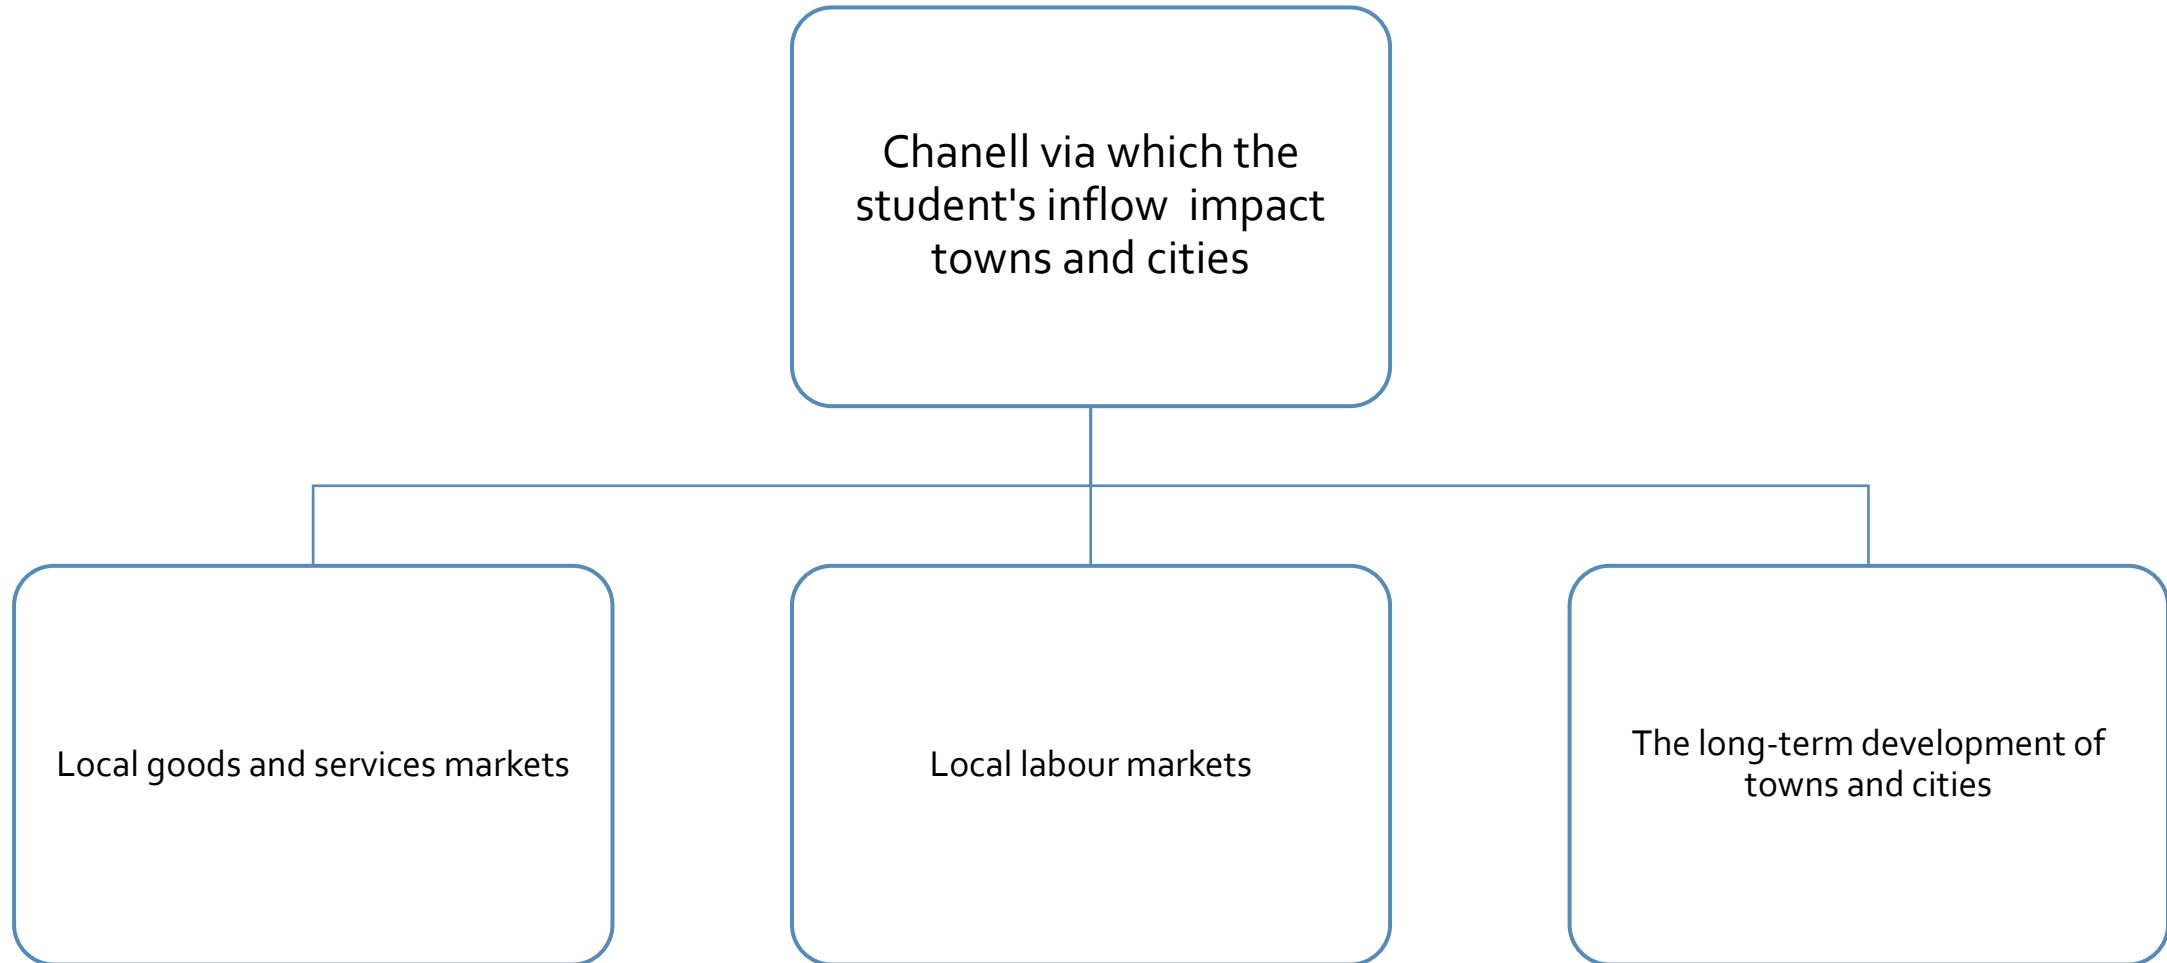 Chanell via which the
student's inflow  impact
towns and cities
Local goods and services markets
Local labour markets
The long-term development of
towns and cities